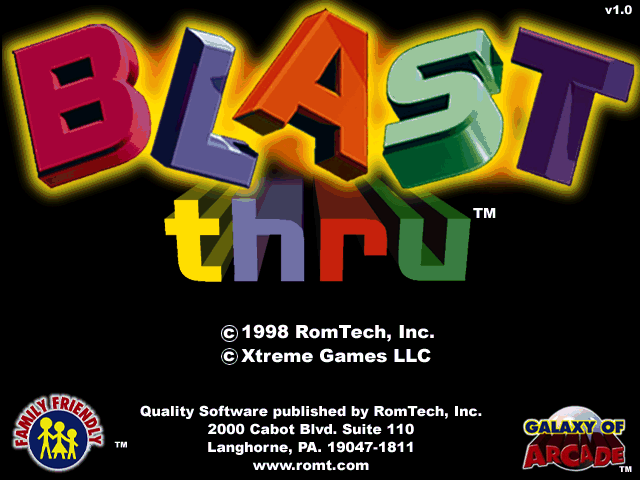 v1.0
BLAST
thru™
© 1998 RomTech, Inc.
© Xtreme Games LLC
Quality Software published by RomTech, Inc.
2000 Cabot Blvd. Suite 110
Langhorne, PA. 19047-1811
www.romt.com
FAMILY FRIENDLY ™
GALAXY OF
ARCADE™